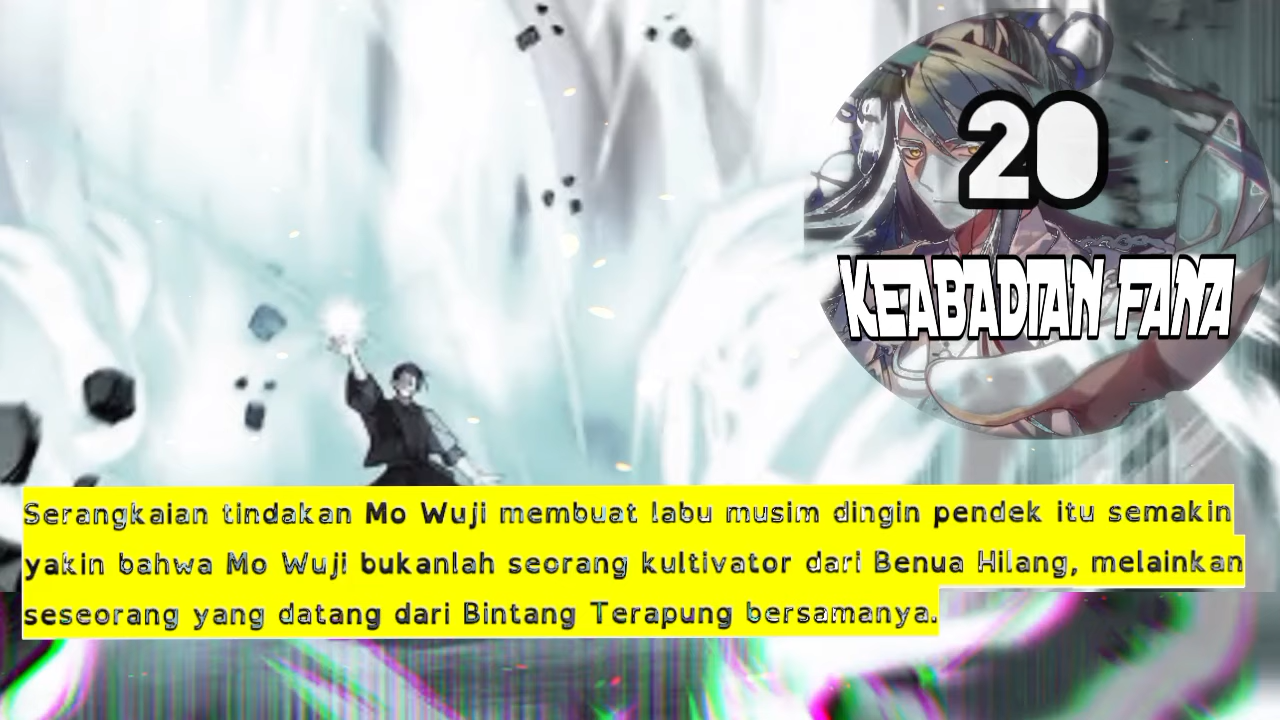 20
KEABADIAN FANA
Serangkaian tindakan Mo Wuji membuat labu musim dingin pendek itu semakin
yakin bahwa Mo Wuji bukanlah seorang kultivator dari Benua Hilang, melainkan
seseorang yang datang dari Bintang Terapung bersamanya.